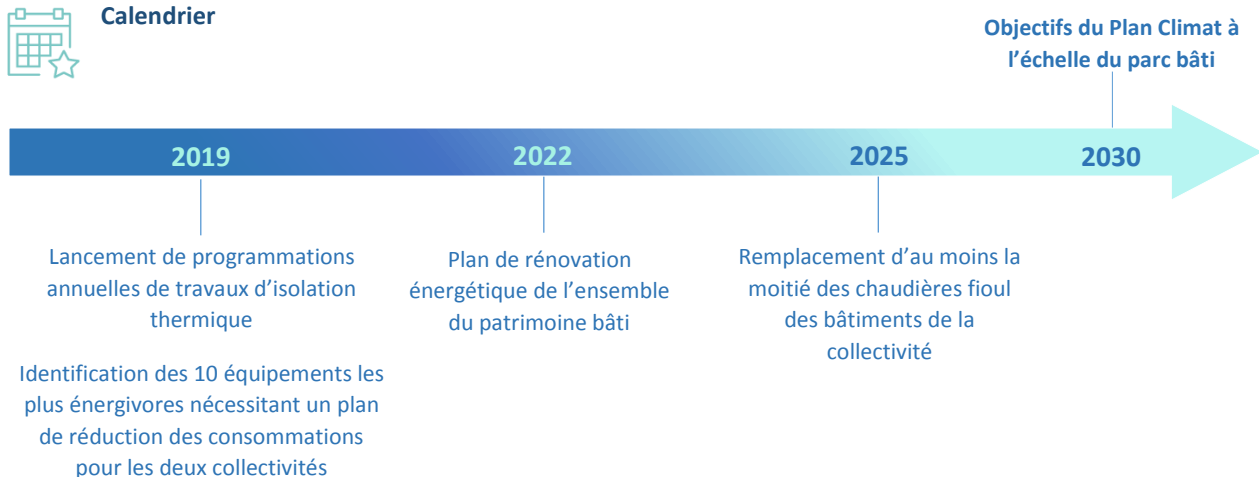 Calendrier
Objectifs du Plan Climat à
l’échelle du parc bâti
2019
2022
2025
2030
Lancement de programmations
annuelles de travaux d’isolation
thermique
Identification des 10 équipements les
plus énergivores nécessitant un plan
de réduction des consommations
pour les deux collectivités
Plan de rénovation
énergétique de l’ensemble
du patrimoine bâti
Remplacement d’au moins la
moitié des chaudières fioul
des bâtiments de la
collectivité